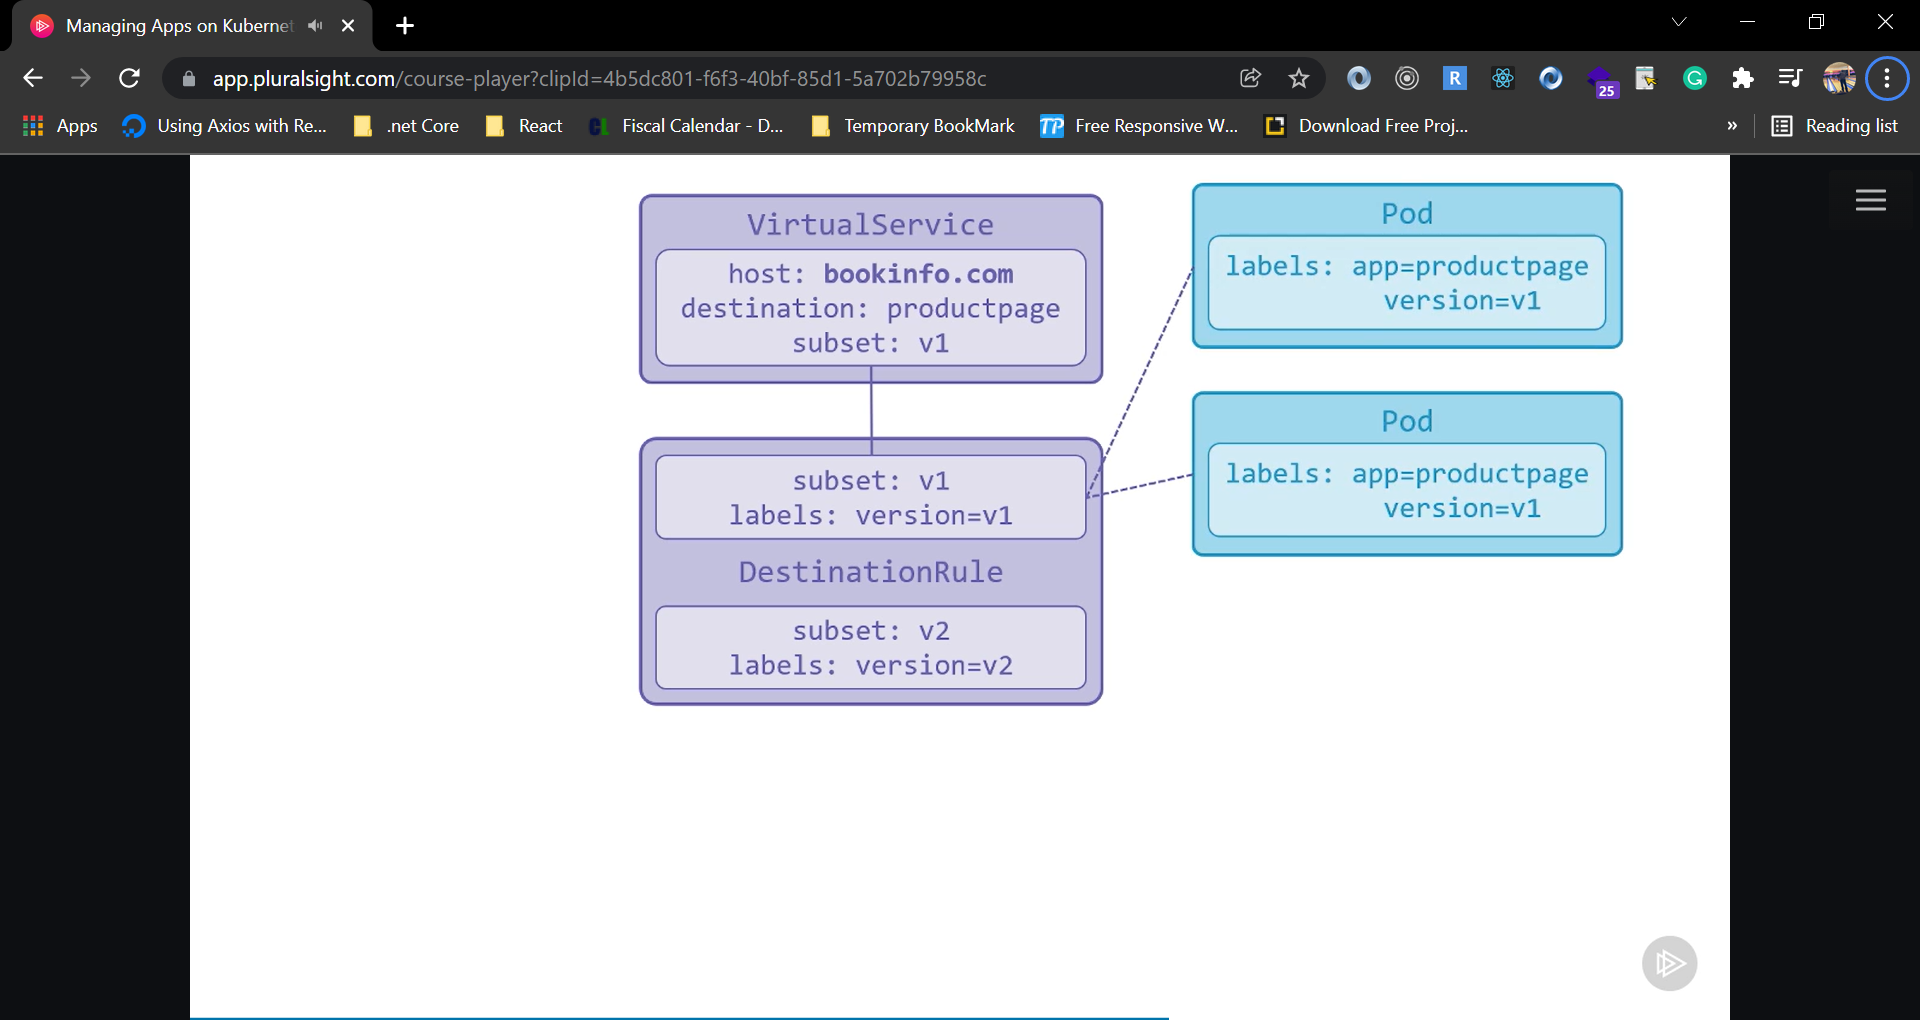 Managing Apps on Kubernet
app.pluralsight.com/course-player?clipId=4b5dc801-f6f3-40bf-85d1-5a702b79958c
R
25
G
Apps
Using Axios with Re...
.net Core
React
CL
Fiscal Calendar - D...
Temporary BookMark
TP
Free Responsive W...
Download Free Proj...
»
Reading list
VirtualService
host: bookinfo.com
destination: productpage
subset: v1
subset: v1
labels: version=v1
DestinationRule
subset: v2
labels: version=v2
Pod
labels: app=productpage
version=v1
Pod
labels: app=productpage
version=v1